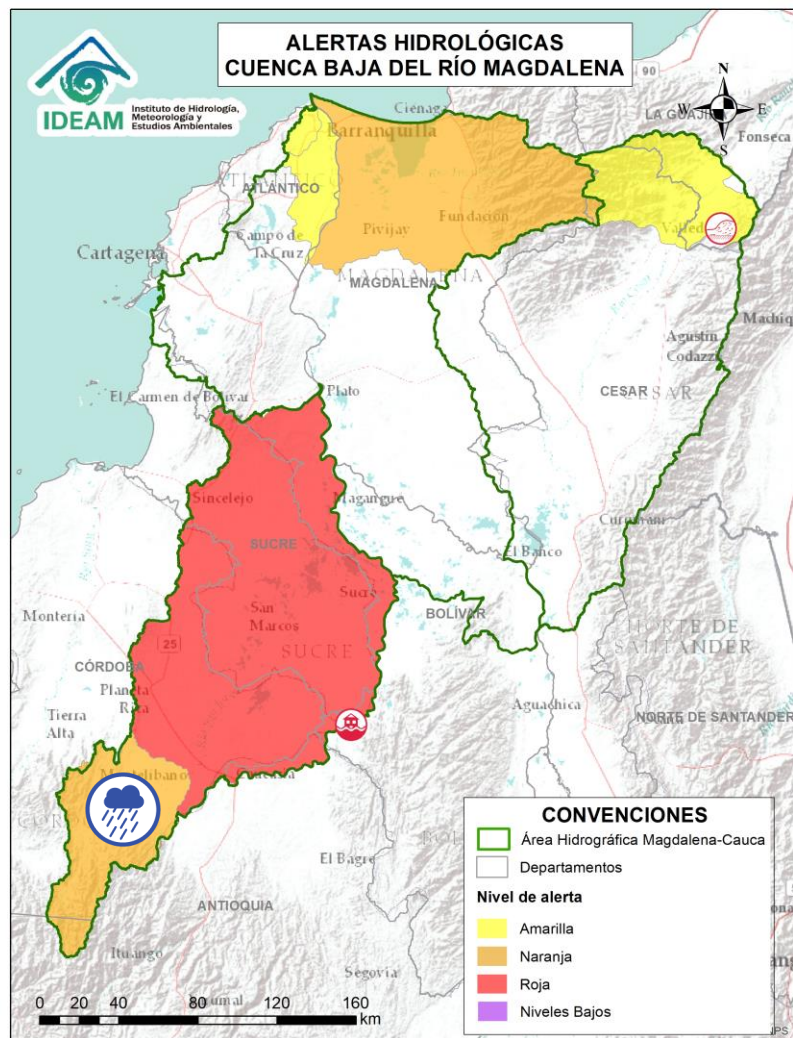 ALERTAS HIDROLÓGICAS
CUENCA BAJA DEL RÍO MAGDALENA
IDEAM
Instituto de Hidrología,
Meteorología y
Estudios Ambientales
90
N
W
E
S
Ciénaga
LA GUAJIRA
Barranquilla
Fonseca
ATLÁNTICO
Pivijay
Fundación
Cartagena
Campo de
la Cruz
MAGDALENA
MAGDALENA
Agustín
Codazzi
CESAR
El Carmen de Bolívar
Plato
Sincelejo
Magangue
SUCRE
El Banco
Sucre
San
Marcos
BOLÍVAR
Montería
SUCRE
25
NORTE DE
SANTANDER
CÓRDOBA
Planeta
Rica
Aguachica
NORTE DE SANTANDER
Tierra
Alta
Montelibano
El Bagre
ANTIOQUIA
Ituango
Segovia
0 20 40 80 120 160
km
CONVENCIONES
Área Hidrográfica Magdalena-Cauca
Departamentos
Nivel de alerta
Amarilla
Naranja
Roja
Niveles Bajos